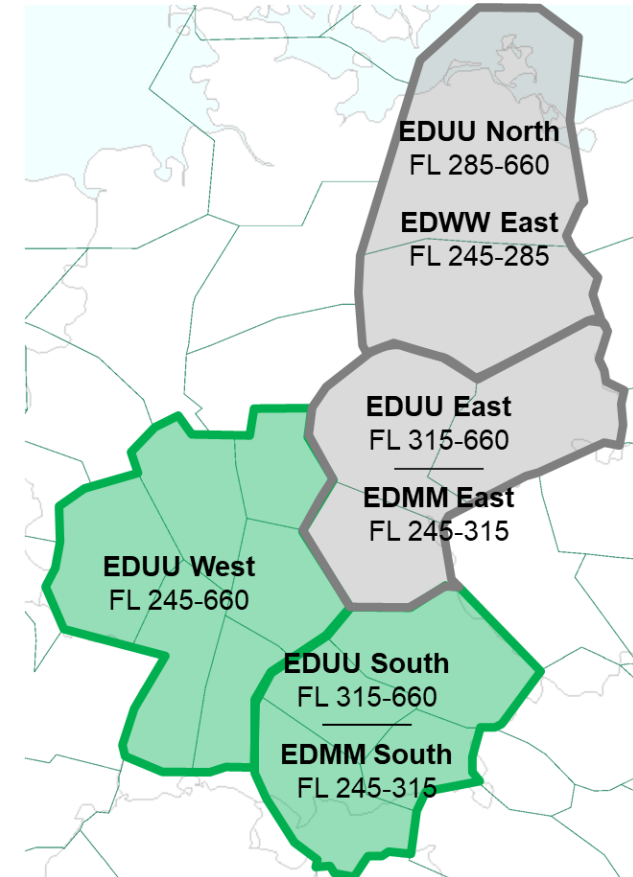 EDUU North
FL 285-660
EDWW East
FL 245-285
EDUU East
FL 315-660
EDMM East
FL 245-315
EDUU West
FL 245-660
EDUU South
FL 315-660
EDMM South
FL 245-315